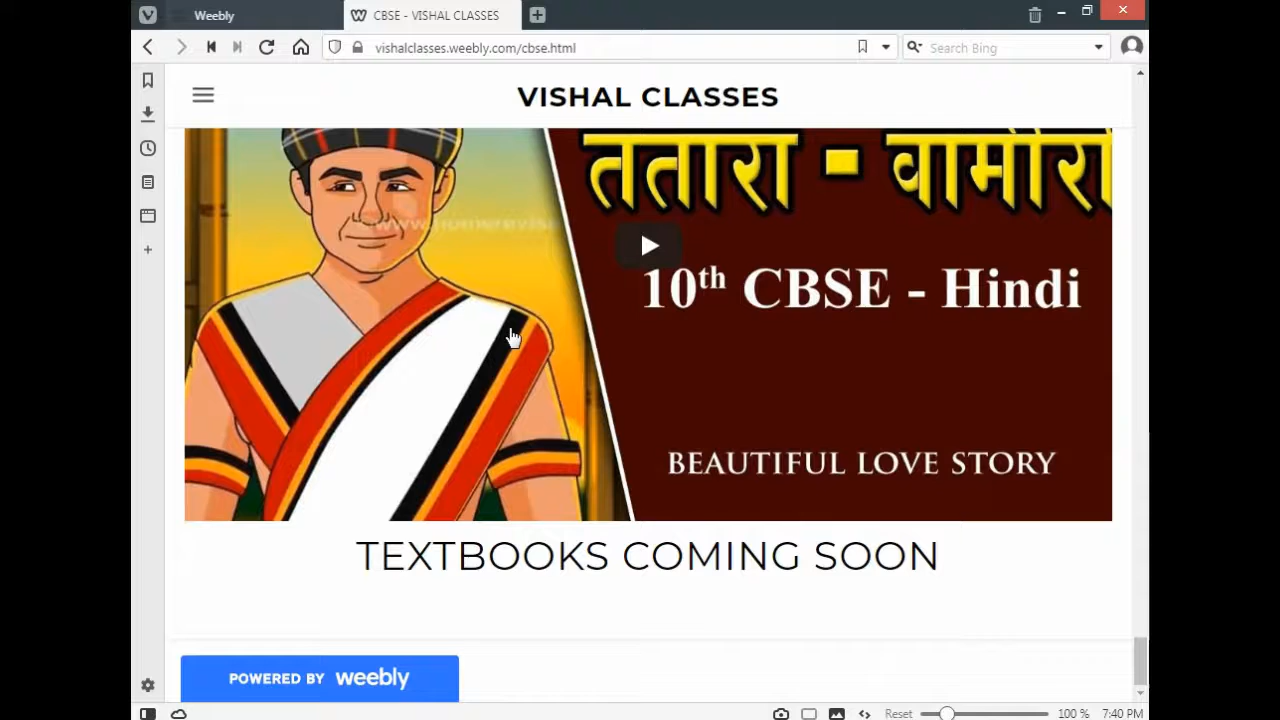 Weebly
CBSE - VISHAL CLASSES
vishalclasses.weebly.com/cbse.html
Search Bing
VISHAL CLASSES
ततारा - वामीरो
10th CBSE - Hindi
BEAUTIFUL LOVE STORY
TEXTBOOKS COMING SOON
POWERED BY weebly
Reset
100 %
7:40 PM